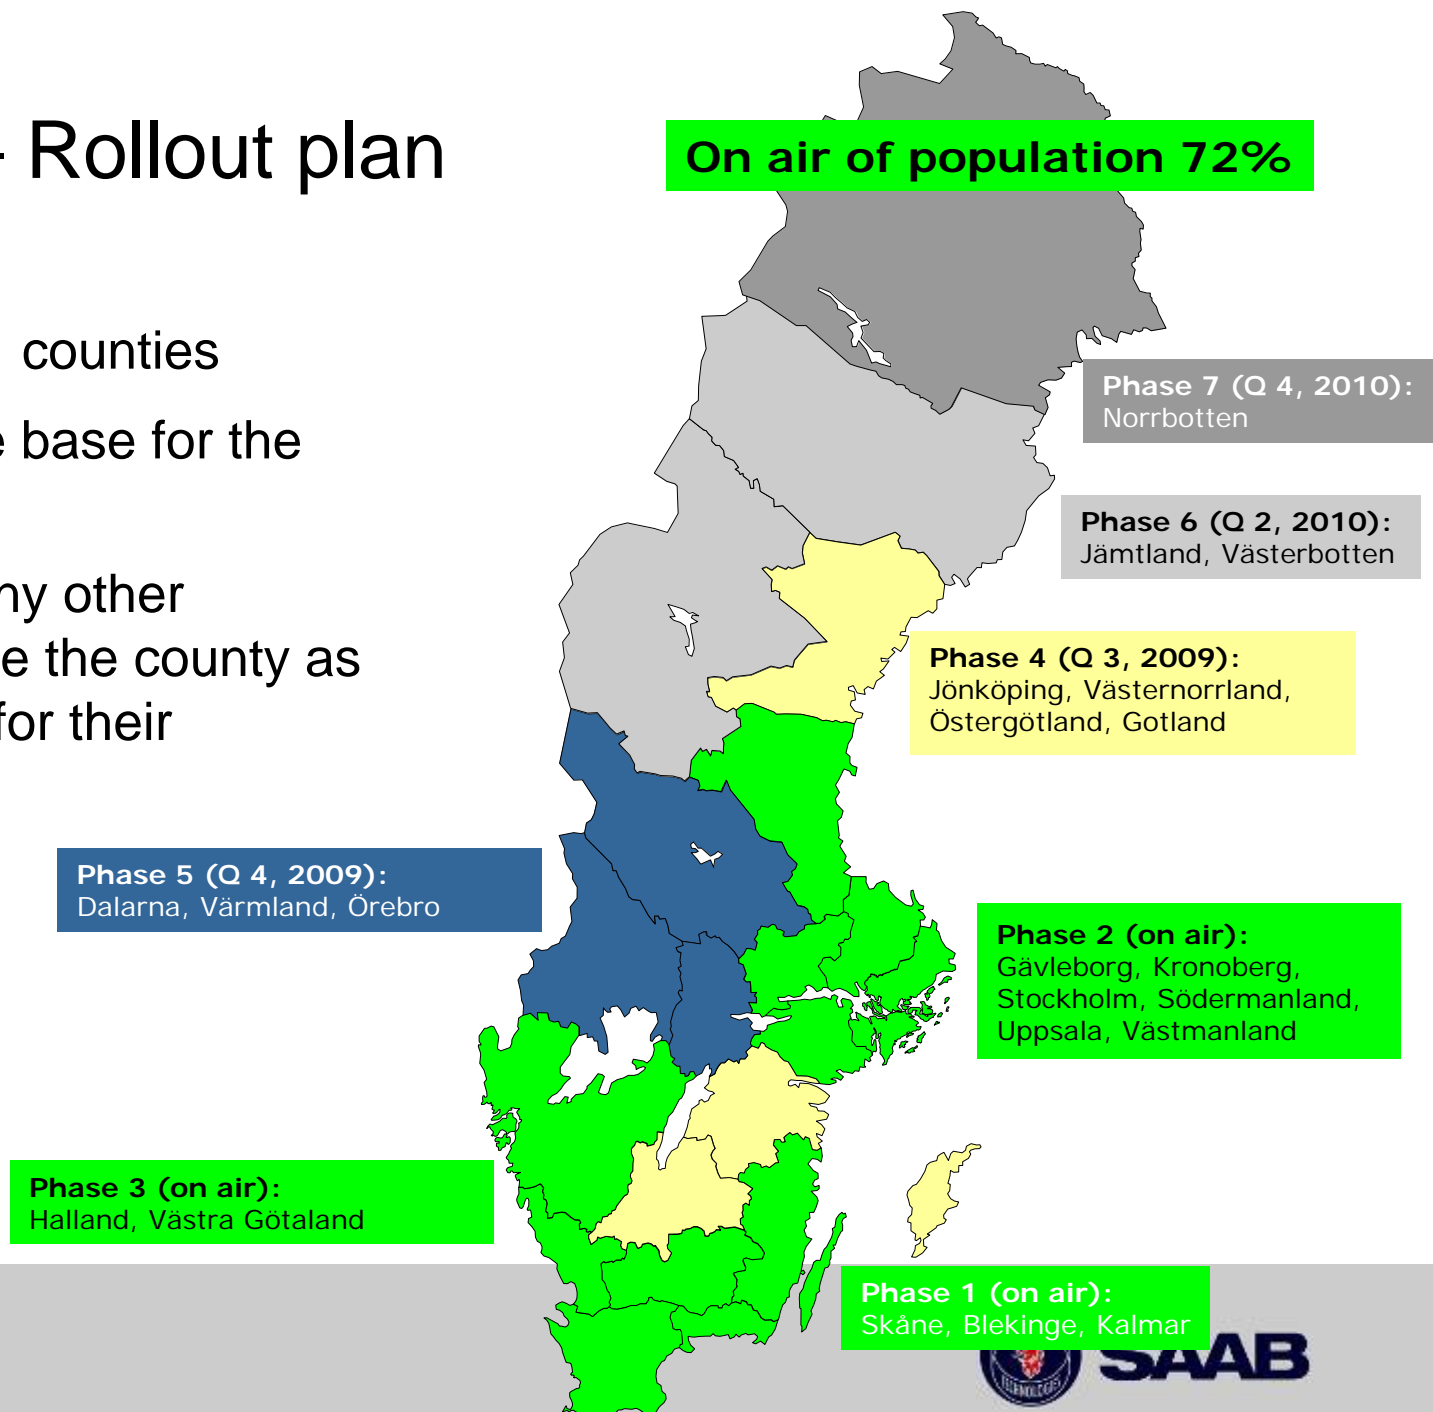 - Rollout plan
On air of population 72%
counties
base for the
ny other
e the county as
for their
Phase 7 (Q 4, 2010):
Norrbotten
Phase 6 (Q 2, 2010):
Jämtland, Västerbotten
Phase 4 (Q 3, 2009):
Jönköping, Västernorrland,
Östergötland, Gotland
Phase 5 (Q 4, 2009):
Dalarna, Värmland, Örebro
Phase 2 (on air):
Gävleborg, Kronoberg,
Stockholm, Södermanland,
Uppsala, Västmanland
Phase 3 (on air):
Halland, Västra Götaland
Phase 1 (on air):
Skåne, Blekinge, Kalmar
SAAB